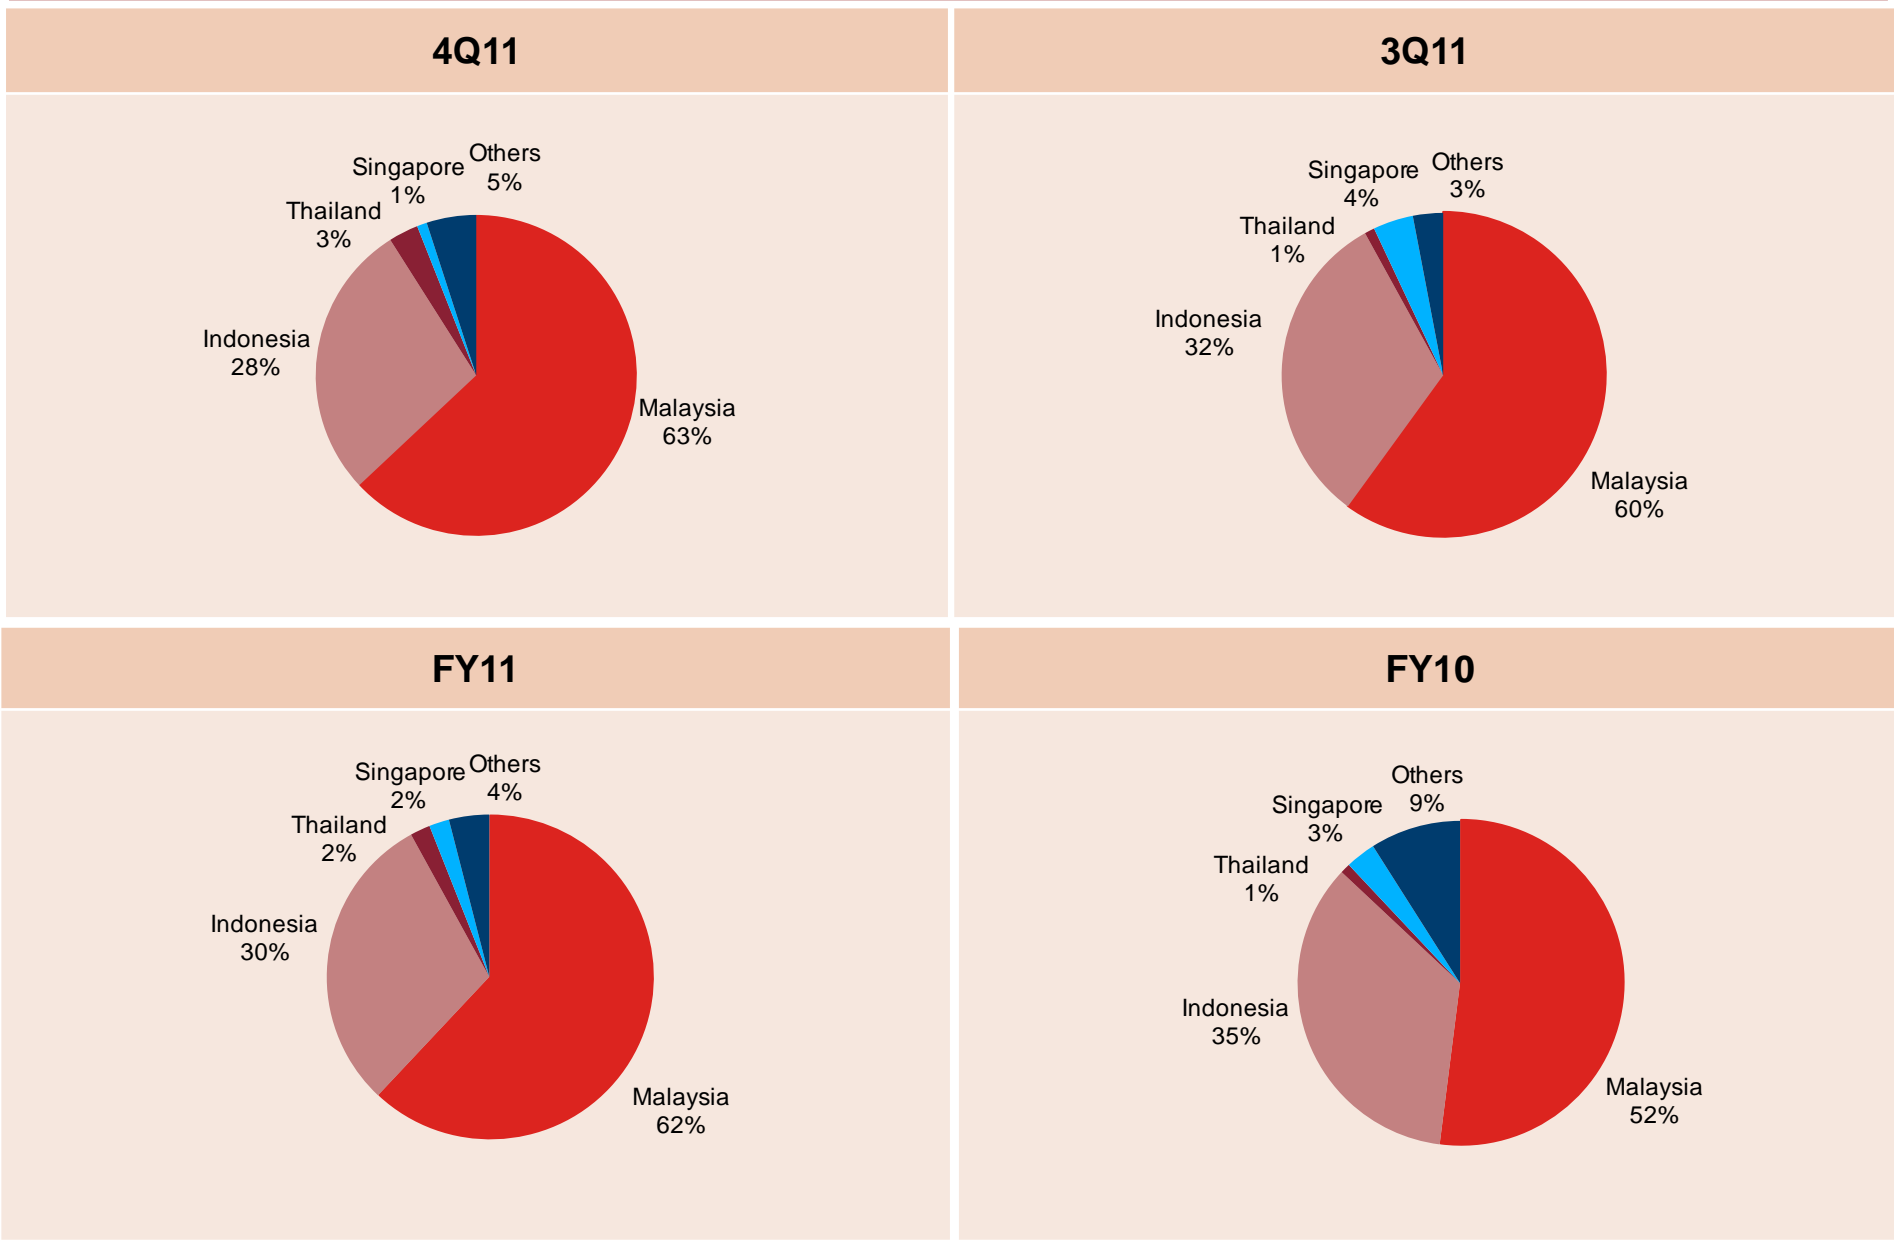 4Q11
3Q11
Others
5%
Singapore
1%
Thailand
3%
Indonesia
28%
Malaysia
63%
Others
3%
Singapore
4%
Thailand
1%
Indonesia
32%
Malaysia
60%
FY11
FY10
Others
4%
Singapore
2%
Thailand
2%
Indonesia
30%
Malaysia
62%
Others
9%
Singapore
3%
Thailand
1%
Indonesia
35%
Malaysia
52%